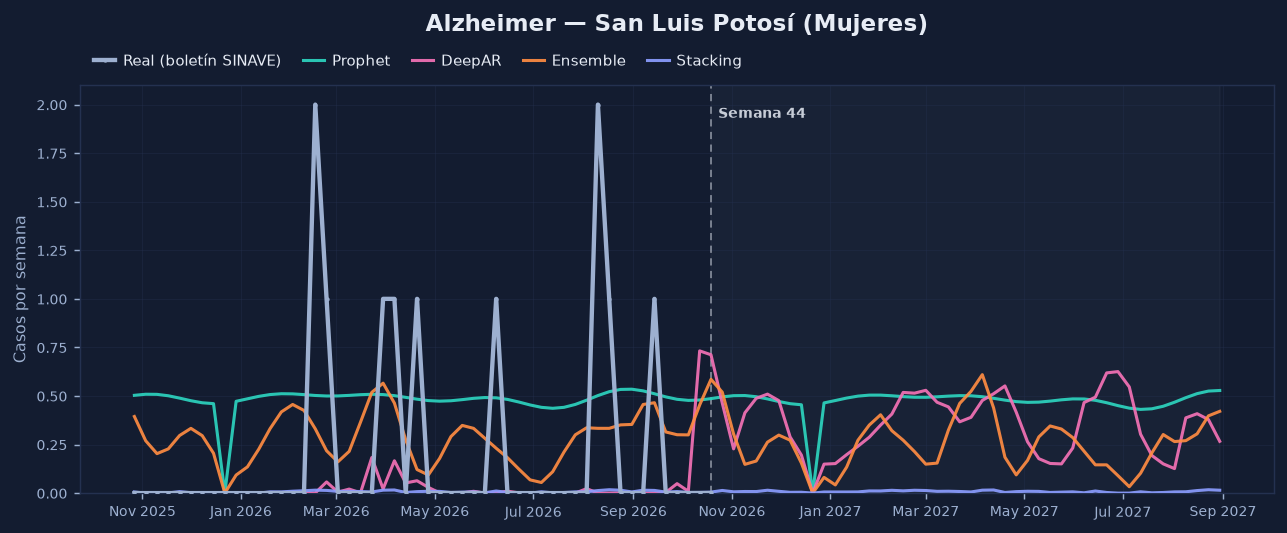 Alzheimer — San Luis Potosí (Mujeres)
Real (boletín SINAVE) Prophet DeepAR Ensemble Stacking
Casos por semana
2.00
1.75
1.50
1.25
1.00
0.75
0.50
0.25
0.00
Semana 44
Nov 2025 Jan 2026 Mar 2026 May 2026 Jul 2026 Sep 2026 Nov 2026 Jan 2027 Mar 2027 May 2027 Jul 2027 Sep 2027